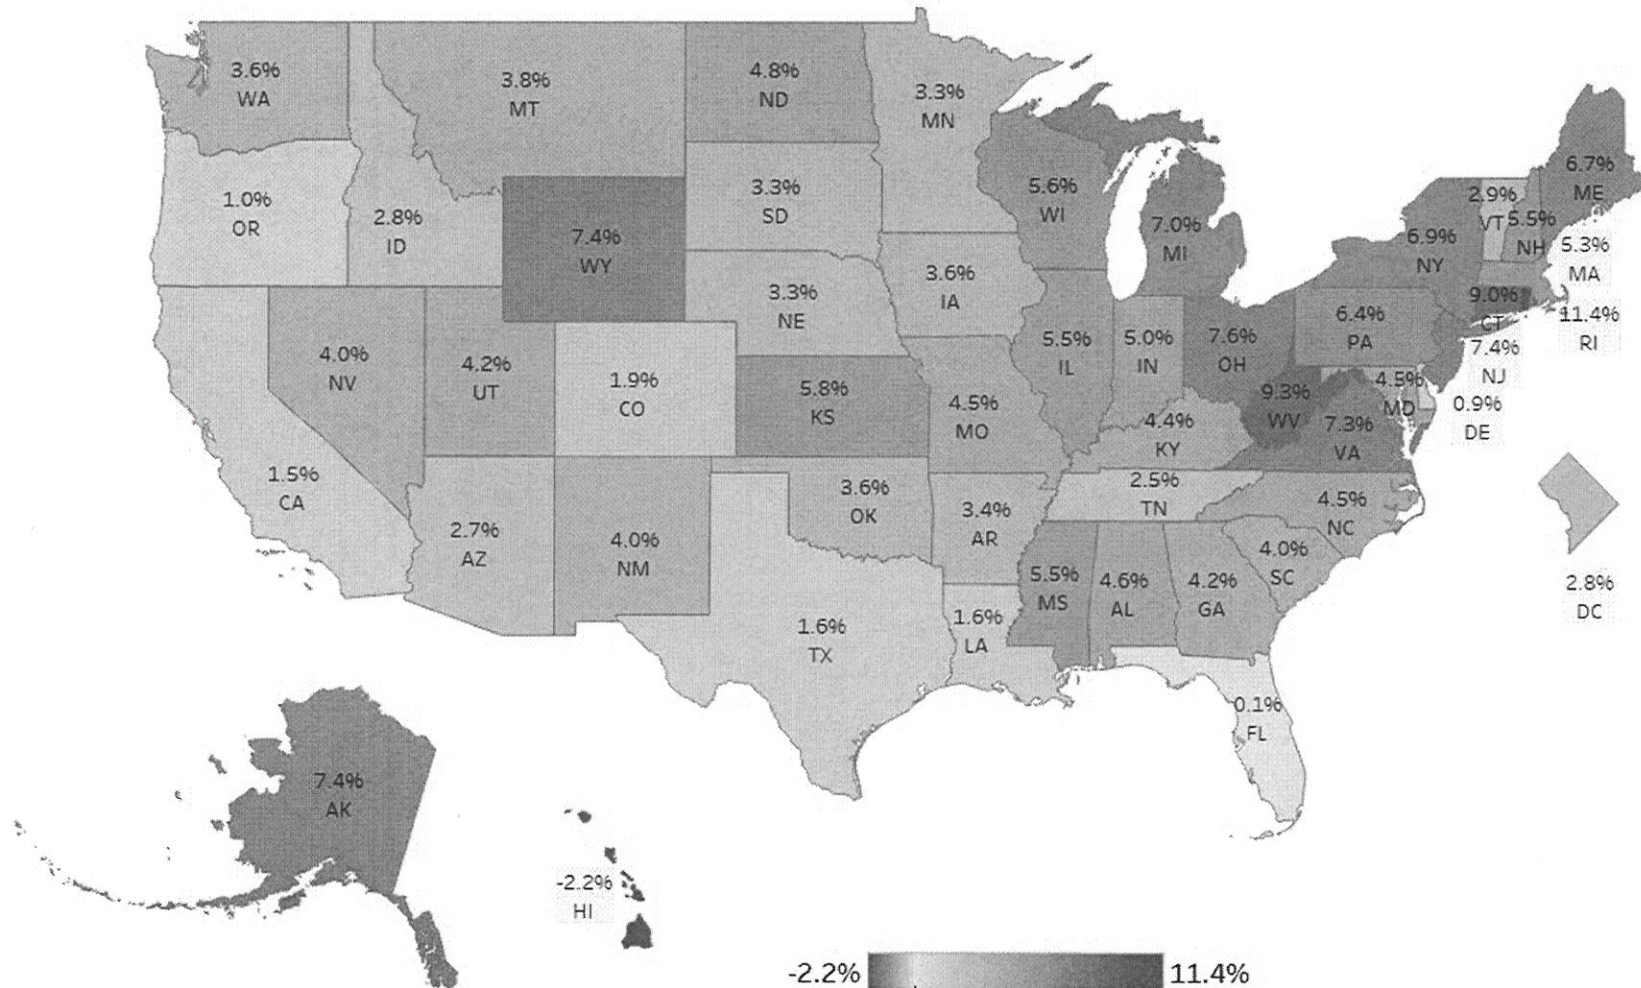 3.6%
WA
3.8%
MT
4.8%
ND
3.3%
MN
1.0%
OR
2.8%
ID
7.4%
WY
3.3%
SD
5.6%
WI
7.0%
MI
6.9%
NY
2.9%
VT
5.5%
NH
6.7%
ME
5.3%
MA
9.0%
CT
11.4%
RI
4.0%
NV
4.2%
UT
1.9%
CO
3.3%
NE
3.6%
IA
5.5%
IL
5.0%
IN
7.6%
OH
6.4%
PA
7.4%
NJ
1.5%
CA
5.8%
KS
4.5%
MO
4.4%
KY
9.3%
WV
7.3%
VA
4.5%
MD
0.9%
DE
2.7%
AZ
4.0%
NM
3.6%
OK
3.4%
AR
2.5%
TN
4.5%
NC
4.0%
SC
2.8%
DC
1.6%
TX
1.6%
LA
5.5%
MS
4.6%
AL
4.2%
GA
0.1%
FL
7.4%
AK
-2.2%
HI
-2.2% 11.4%